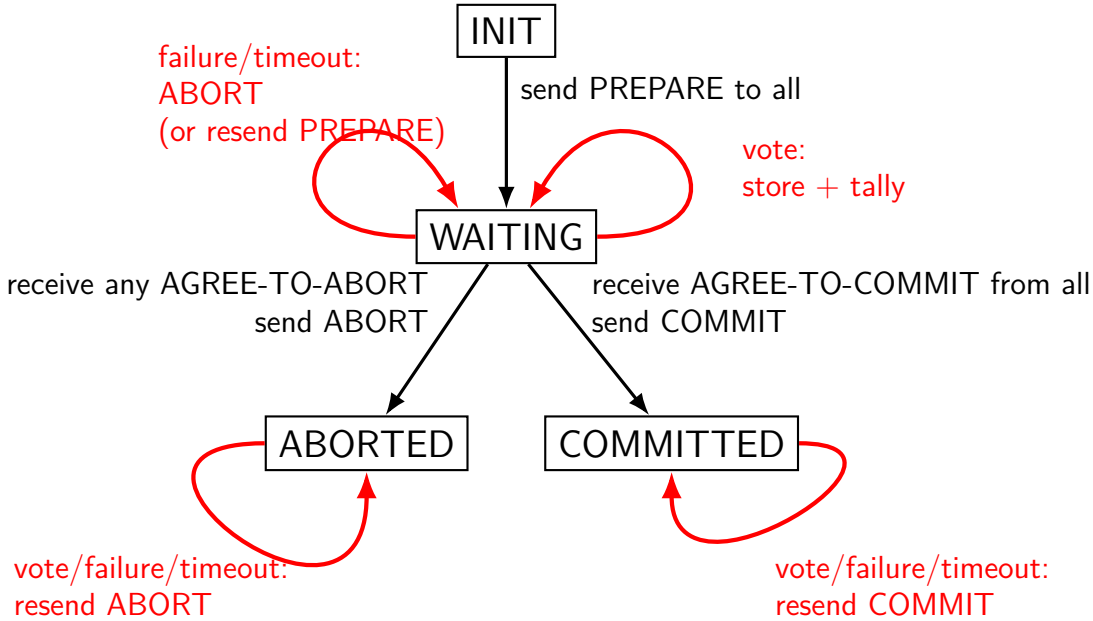 INIT
failure/timeout:
ABORT
(or resend PREPARE)
send PREPARE to all
vote:
store + tally
WAITING
receive any AGREE-TO-ABORT
send ABORT
receive AGREE-TO-COMMIT from all
send COMMIT
ABORTED
COMMITTED
vote/failure/timeout:
resend ABORT
vote/failure/timeout:
resend COMMIT